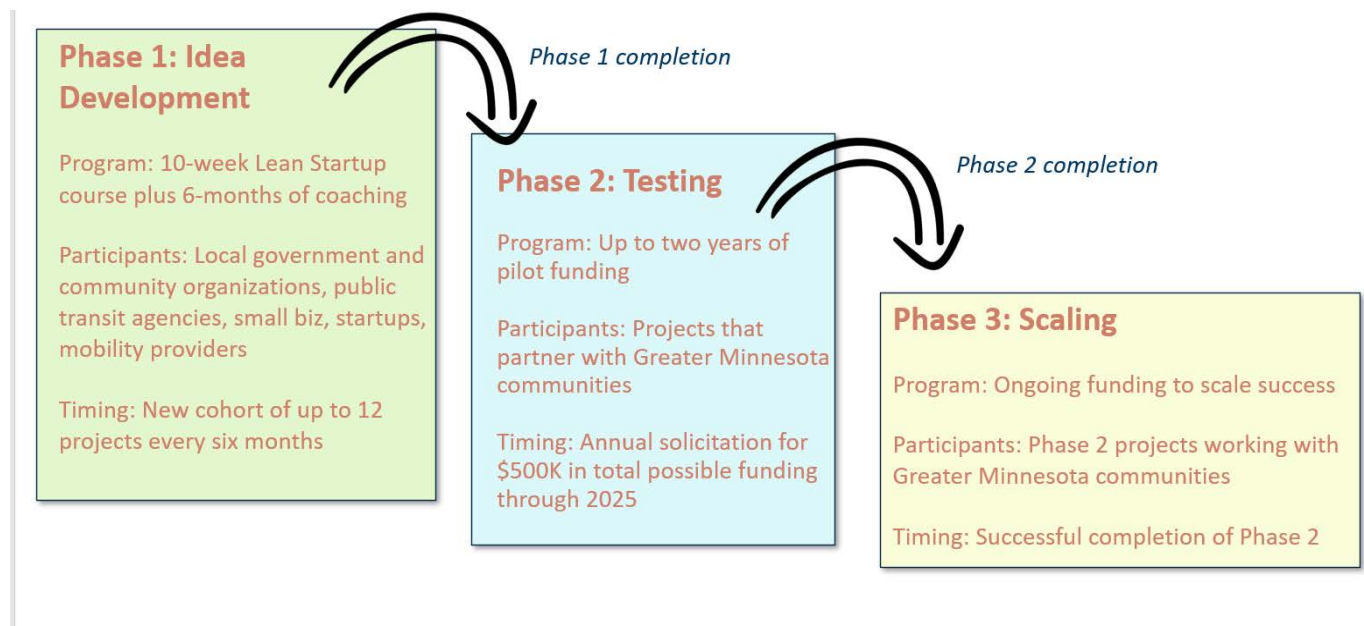 Phase 1: Idea
Development
Program: 10-week Lean Startup
course plus 6-months of coaching
Participants: Local government and
community organizations, public
transit agencies, small biz, startups,
mobility providers
Timing: New cohort of up to 12
projects every six months
Phase 1 completion
Phase 2: Testing
Program: Up to two years of
pilot funding
Participants: Projects that
partner with Greater Minnesota
communities
Timing: Annual solicitation for
$500K in total possible funding
through 2025
Phase 2 completion
Phase 3: Scaling
Program: Ongoing funding to scale success
Participants: Phase 2 projects working with
Greater Minnesota communities
Timing: Successful completion of Phase 2